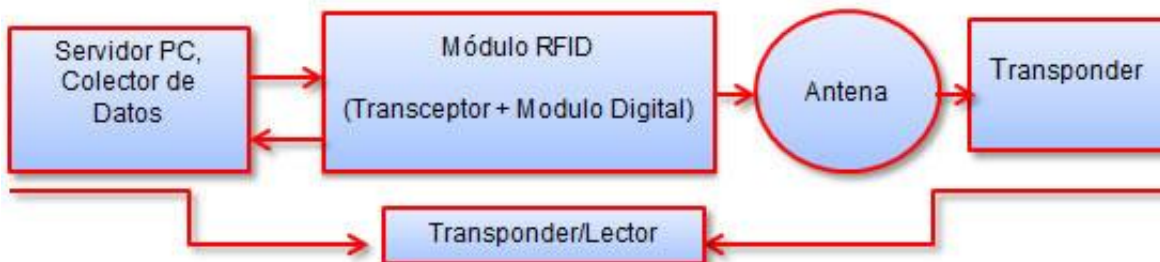 Servidor PC,
Colector de
Datos
Módulo RFID
(Transceptor + Modulo Digital)
Antena
Transponder
Transponder/Lector